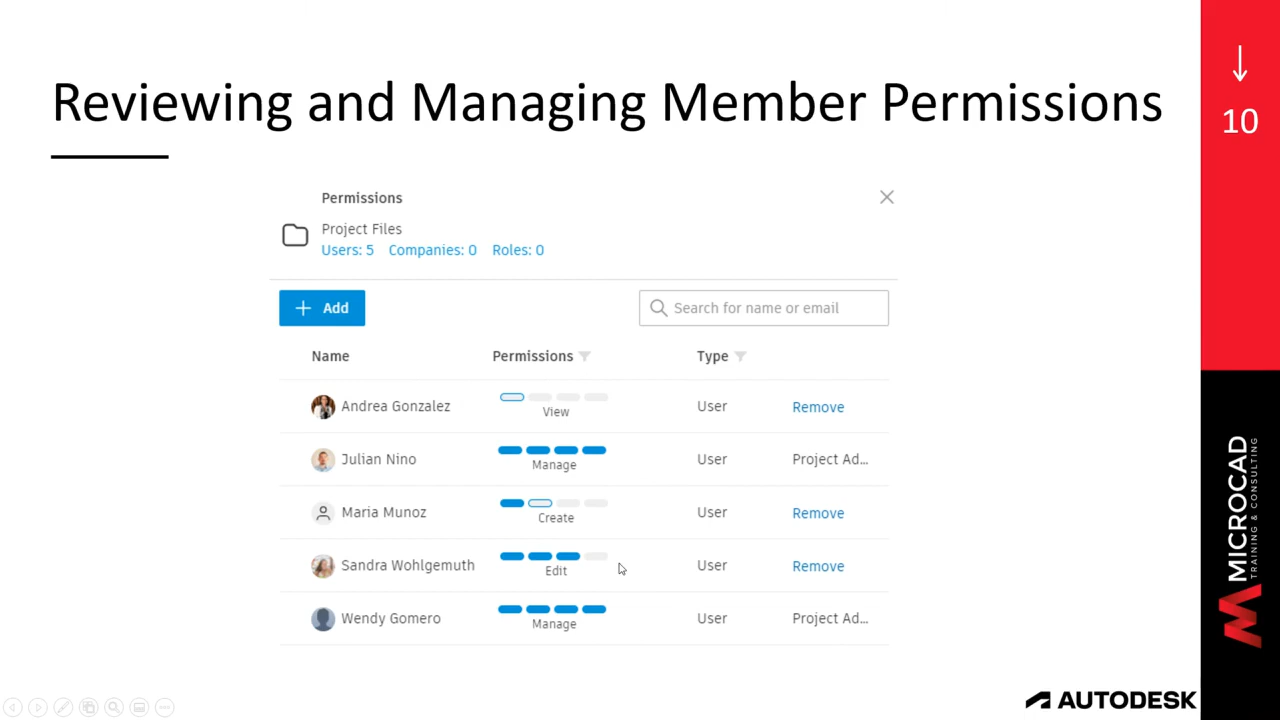 Reviewing and Managing Member Permissions
10
Permissions
Project Files
Users: 5 Companies: 0 Roles: 0
+ Add
Search for name or email
Name Permissions Type
Andrea Gonzalez View User Remove
Julian Nino Manage User Project Ad...
Maria Munoz Create User Remove
Sandra Wohlgemuth Edit User Remove
Wendy Gomero Manage User Project Ad...
MICROCAD
TRAINING & CONSULTING
AUTODESK